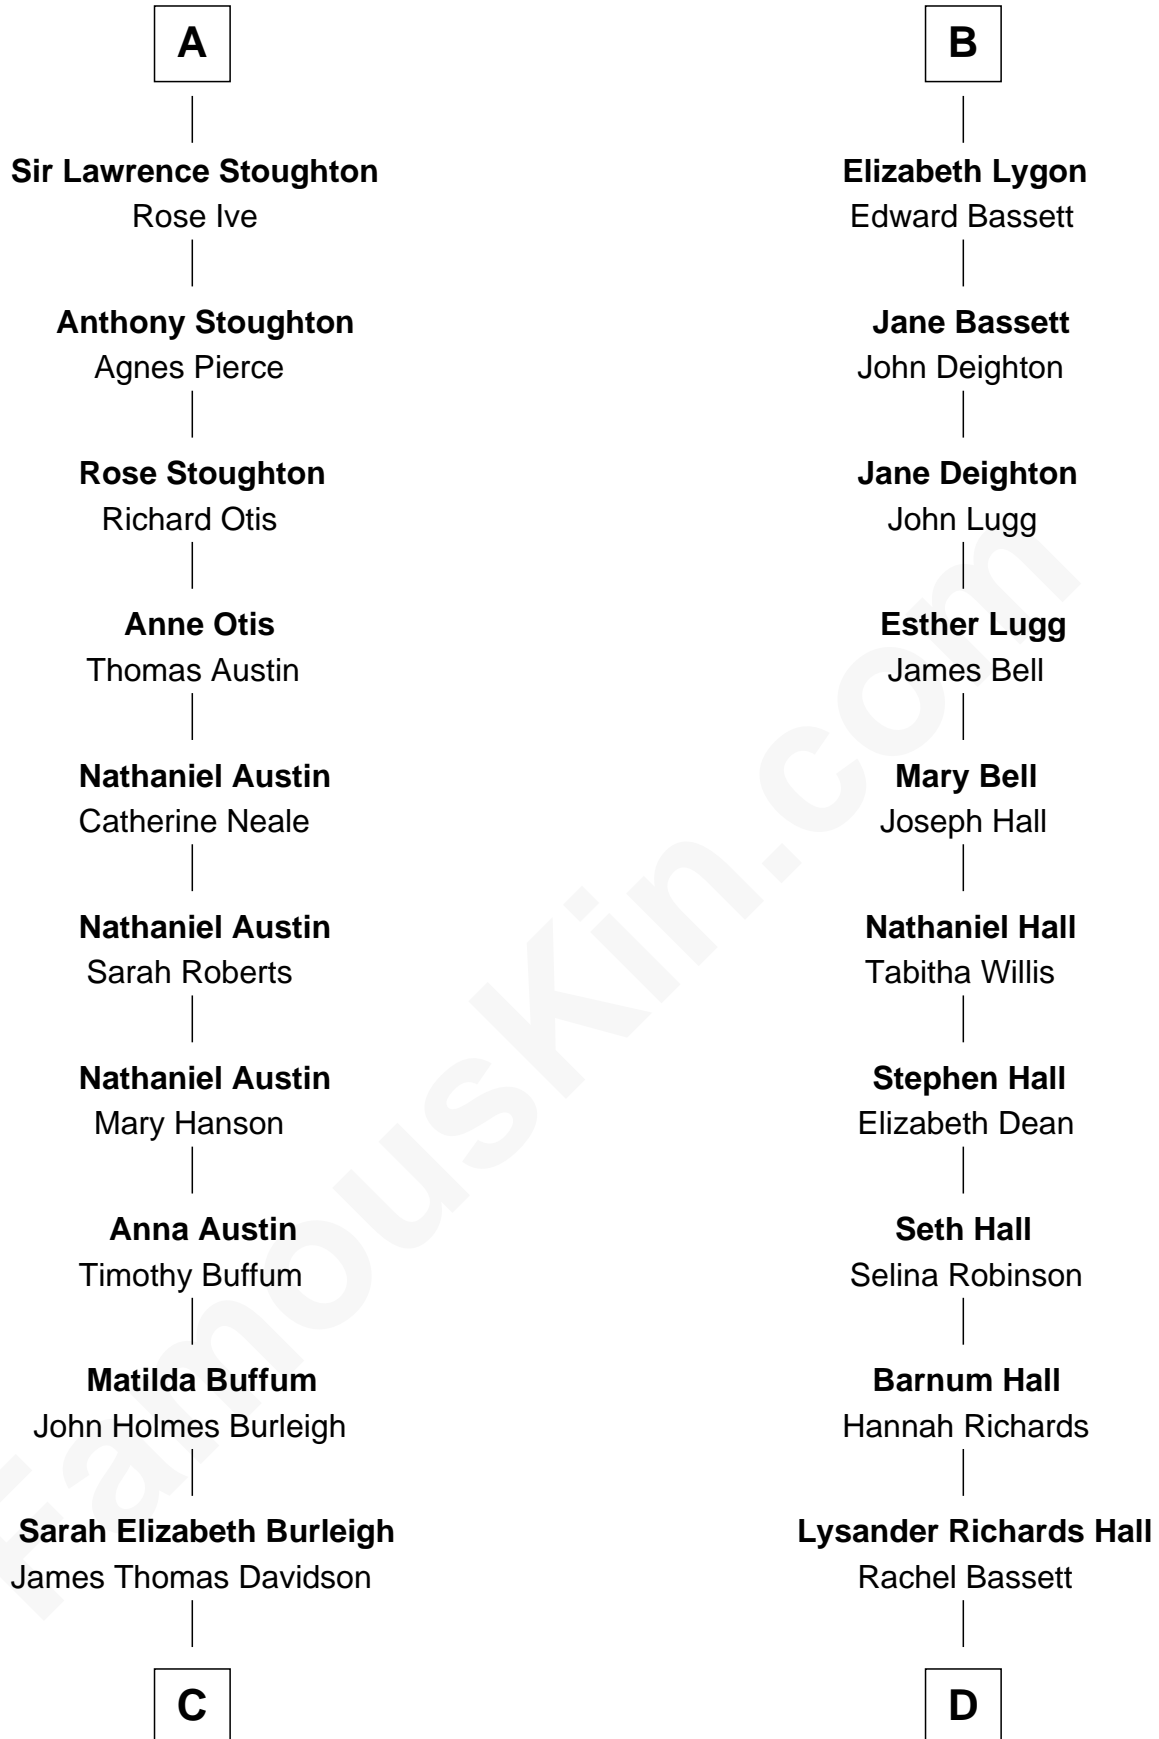 A
Sir Lawrence Stoughton
Rose Ive
Anthony Stoughton
Agnes Pierce
Rose Stoughton
Richard Otis
Anne Otis
Thomas Austin
Nathaniel Austin
Catherine Neale
Nathaniel Austin
Sarah Roberts
Nathaniel Austin
Mary Hanson
Anna Austin
Timothy Buffum
Matilda Buffum
John Holmes Burleigh
Sarah Elizabeth Burleigh
James Thomas Davidson
C
B
Elizabeth Lygon
Edward Bassett
Jane Bassett
John Deighton
Jane Deighton
John Lugg
Esther Lugg
James Bell
Mary Bell
Joseph Hall
Nathaniel Hall
Tabitha Willis
Stephen Hall
Elizabeth Dean
Seth Hall
Selina Robinson
Barnum Hall
Hannah Richards
Lysander Richards Hall
Rachel Bassett
D
FamousKin.com